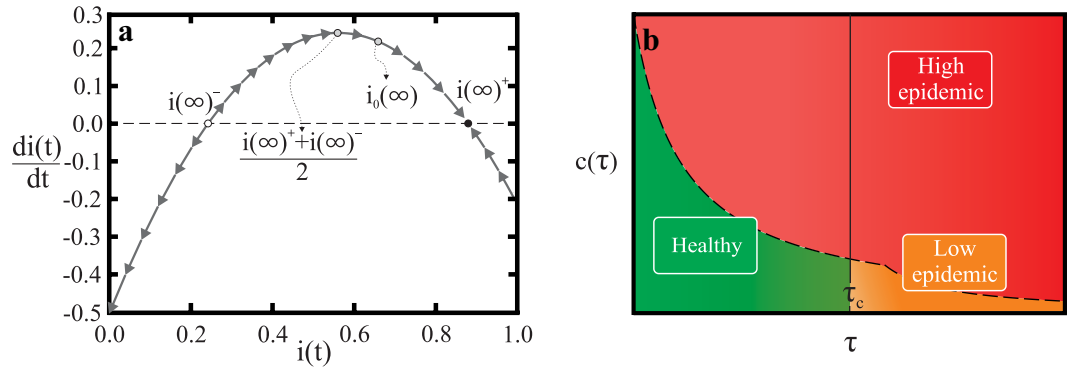 a
0.3
0.2
0.1
0.0
-0.1
-0.2
-0.3
-0.4
-0.5
di(t)
dt
i(∞)⁻
i₀(∞)
i(∞)⁺
i(∞)⁺+i(∞)⁻
2
0.0 0.2 0.4 0.6 0.8 1.0
i(t)
b
c(τ)
High
epidemic
Healthy
Low
epidemic
τc
τ